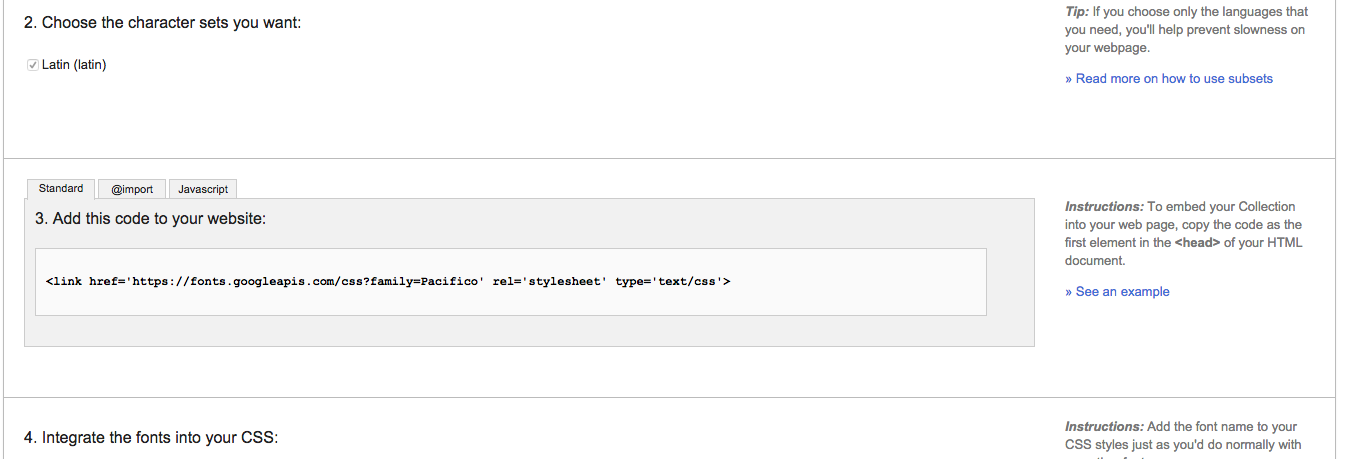 2. Choose the character sets you want:
Latin (latin)
Tip: If you choose only the languages that
you need, you'll help prevent slowness on
your webpage.
» Read more on how to use subsets
Standard
@import
Javascript
3. Add this code to your website:
<link href='https://fonts.googleapis.com/css?family=Pacifico' rel='stylesheet' type='text/css'>
Instructions: To embed your Collection
into your web page, copy the code as the
first element in the <head> of your HTML
document.
» See an example
4. Integrate the fonts into your CSS:
Instructions: Add the font name to your
CSS styles just as you'd do normally with